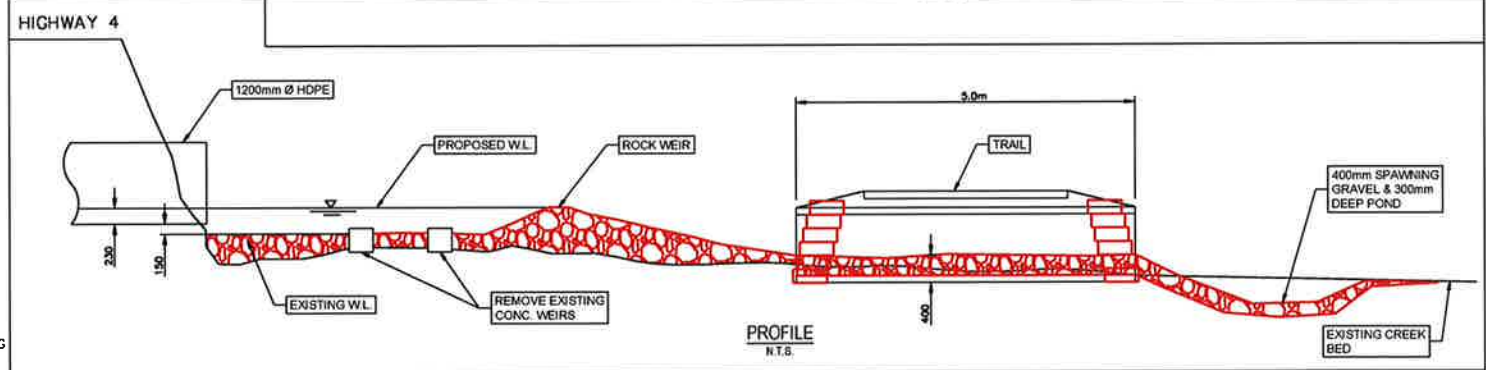 HIGHWAY 4
1200mm Ø HDPE
5.0m
PROPOSED W.L.
ROCK WEIR
TRAIL
400mm SPAWNING
GRAVEL & 300mm
DEEP POND
230
150
EXISTING W.L.
REMOVE EXISTING
CONC. WEIRS
400
PROFILE
N.T.S.
EXISTING CREEK
BED
G